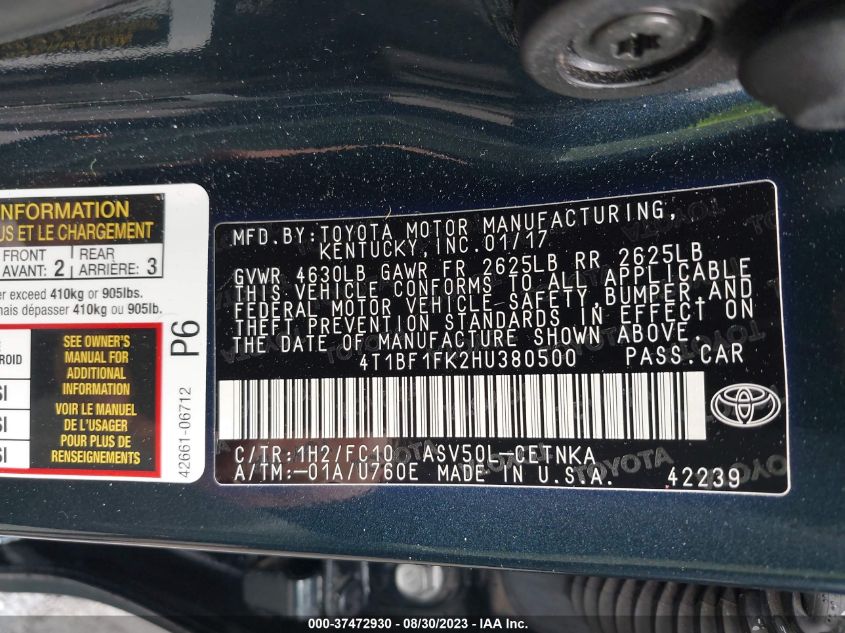 INFORMATION
US ET LE CHARGEMENT
FRONT
AVANT: 2
REAR
ARRIÈRE: 3
exceed 410kg or 905lbs.
mais dépasser 410kg ou 905lb.
SEE OWNER'S
MANUAL FOR
ADDITIONAL
INFORMATION
VOIR LE MANUEL
DE L'USAGER
POUR PLUS DE
RENSEIGNEMENTS
P6
42661-06712
MFD.BY:TOYOTA MOTOR MANUFACTURING,
KENTUCKY,INC.01/17
GVWR 4630LB GAWR FR 2625LB RR 2625LB
THIS VEHICLE CONFORMS TO ALL APPLICABLE
FEDERAL MOTOR VEHICLE SAFETY,BUMPER,AND
THEFT PREVENTION STANDARDS IN EFFECT ON
THE DATE OF MANUFACTURE SHOWN ABOVE.
4T1BF1FK2HU380500 PASS.CAR
C/TR:1H2/FC10 ASV50L-CETNKA
A/TM:-01A/U760E MADE IN U.S.A. 42239
000-37472930 - 08/30/2023 - IAA Inc.